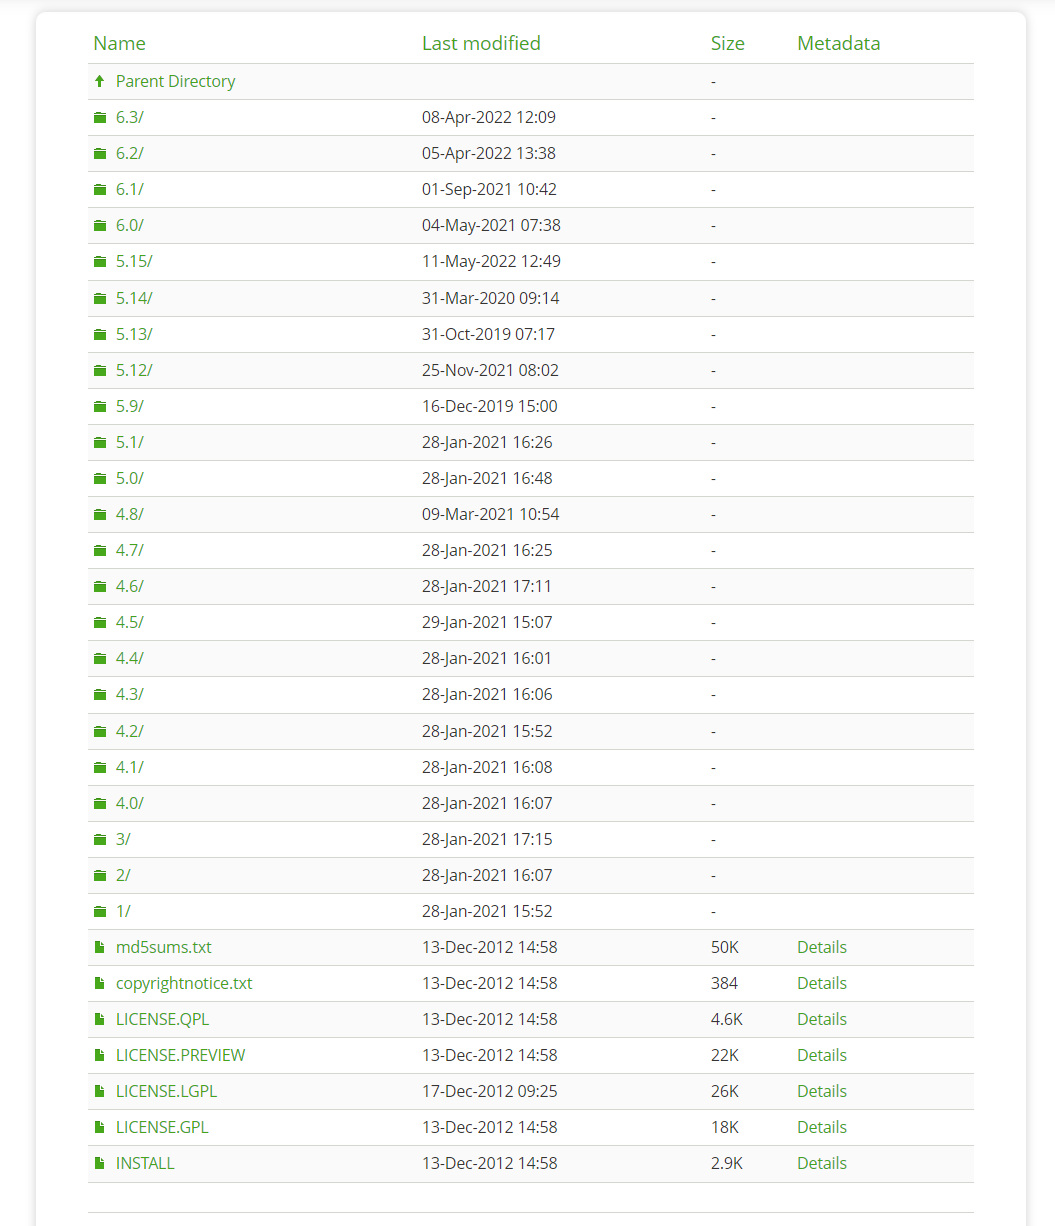 Name Last modified Size Metadata
Parent Directory -
6.3/ 08-Apr-2022 12:09 -
6.2/ 05-Apr-2022 13:38 -
6.1/ 01-Sep-2021 10:42 -
6.0/ 04-May-2021 07:38 -
5.15/ 11-May-2022 12:49 -
5.14/ 31-Mar-2020 09:14 -
5.13/ 31-Oct-2019 07:17 -
5.12/ 25-Nov-2021 08:02 -
5.9/ 16-Dec-2019 15:00 -
5.1/ 28-Jan-2021 16:26 -
5.0/ 28-Jan-2021 16:48 -
4.8/ 09-Mar-2021 10:54 -
4.7/ 28-Jan-2021 16:25 -
4.6/ 28-Jan-2021 17:11 -
4.5/ 29-Jan-2021 15:07 -
4.4/ 28-Jan-2021 16:01 -
4.3/ 28-Jan-2021 16:06 -
4.2/ 28-Jan-2021 15:52 -
4.1/ 28-Jan-2021 16:08 -
4.0/ 28-Jan-2021 16:07 -
3/ 28-Jan-2021 17:15 -
2/ 28-Jan-2021 16:07 -
1/ 28-Jan-2021 15:52 -
md5sums.txt 13-Dec-2012 14:58 50K Details
copyrightnotice.txt 13-Dec-2012 14:58 384 Details
LICENSE.QPL 13-Dec-2012 14:58 4.6K Details
LICENSE.PREVIEW 13-Dec-2012 14:58 22K Details
LICENSE.LGPL 17-Dec-2012 09:25 26K Details
LICENSE.GPL 13-Dec-2012 14:58 18K Details
INSTALL 13-Dec-2012 14:58 2.9K Details